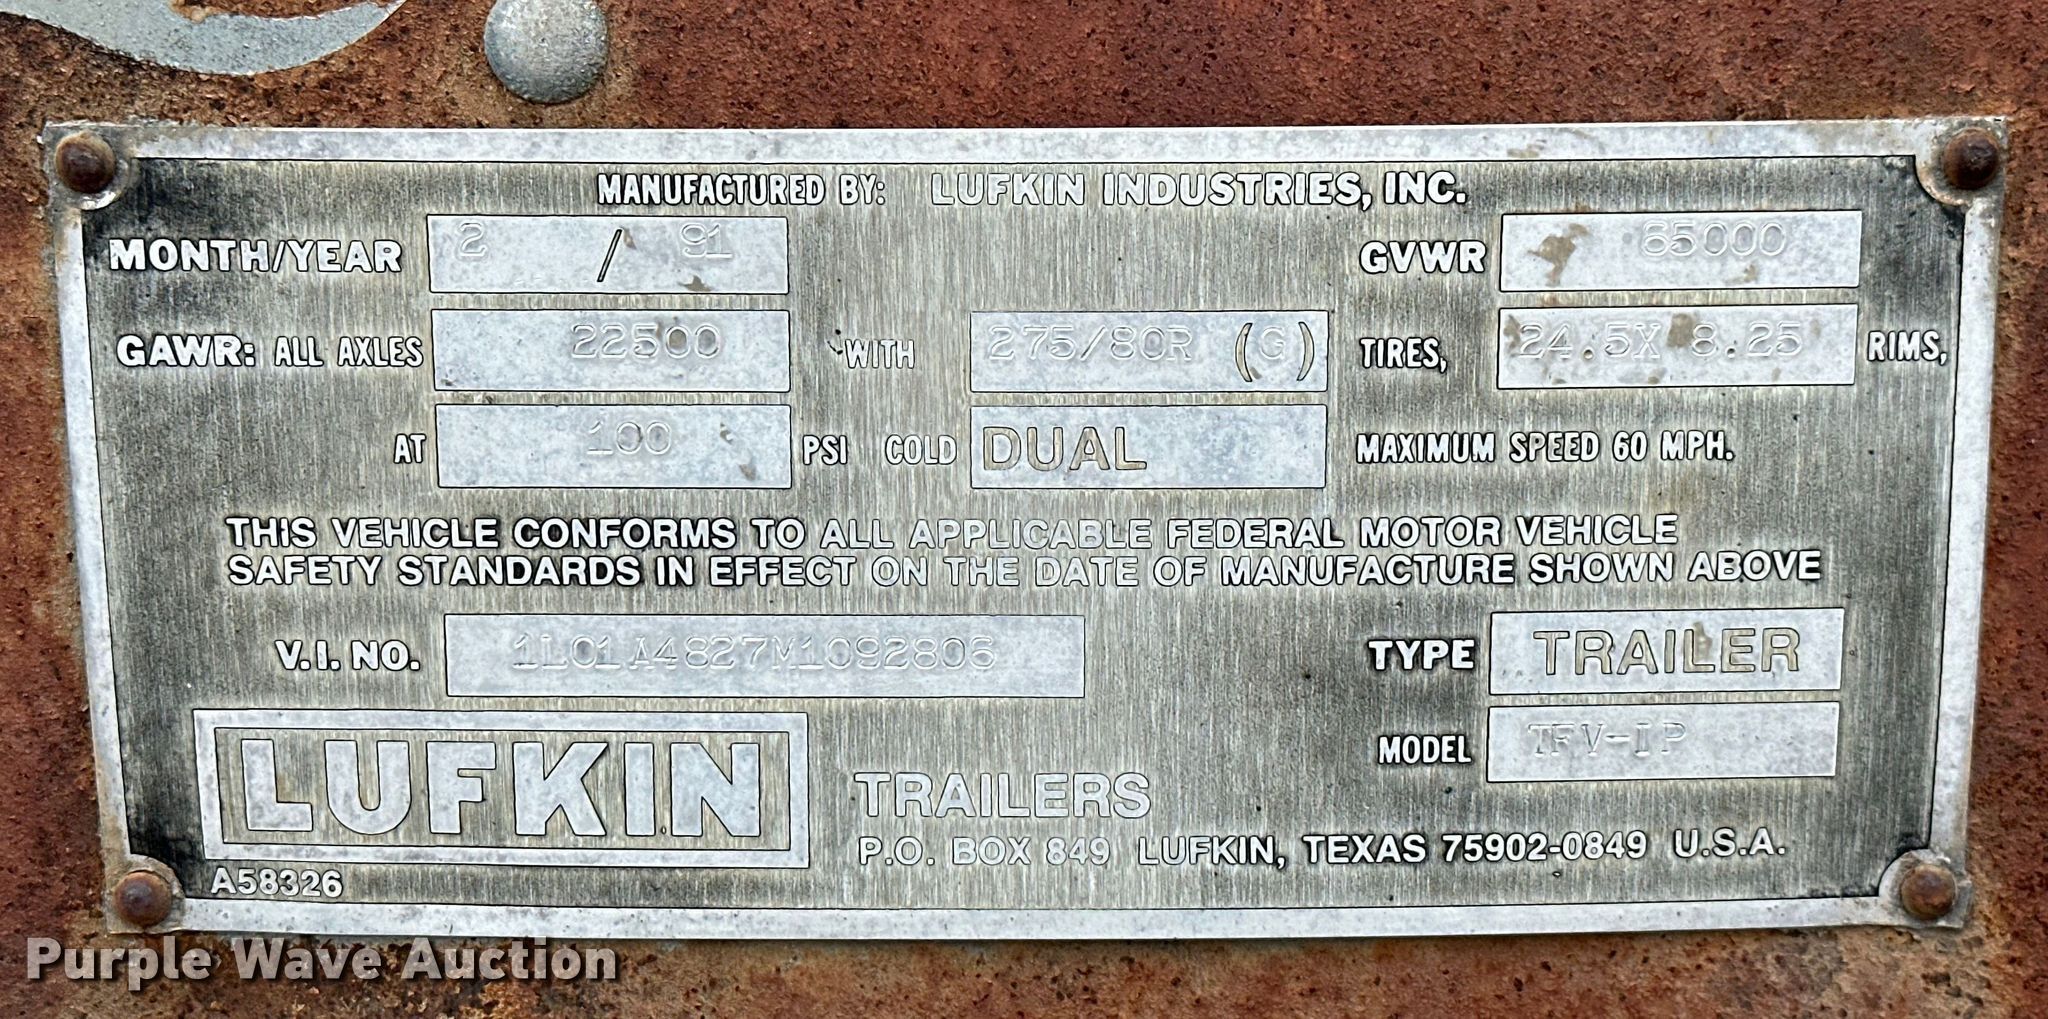 MANUFACTURED BY: LUFKIN INDUSTRIES, INC.
MONTH/YEAR 2 / 91 GVWR 65000
GAWR: ALL AXLES 22500 WITH 275/80R (G) TIRES, 24.5X 8.25 RIMS,
AT 100 PSI COLD DUAL MAXIMUM SPEED 60 MPH.
THIS VEHICLE CONFORMS TO ALL APPLICABLE FEDERAL MOTOR VEHICLE
SAFETY STANDARDS IN EFFECT ON THE DATE OF MANUFACTURE SHOWN ABOVE
V.I. NO. 1L01A4827M1092806 TYPE TRAILER
MODEL TFV-IP
LUFKIN TRAILERS
P.O. BOX 849 LUFKIN, TEXAS 75902-0849 U.S.A.
A58326
Purple Wave Auction